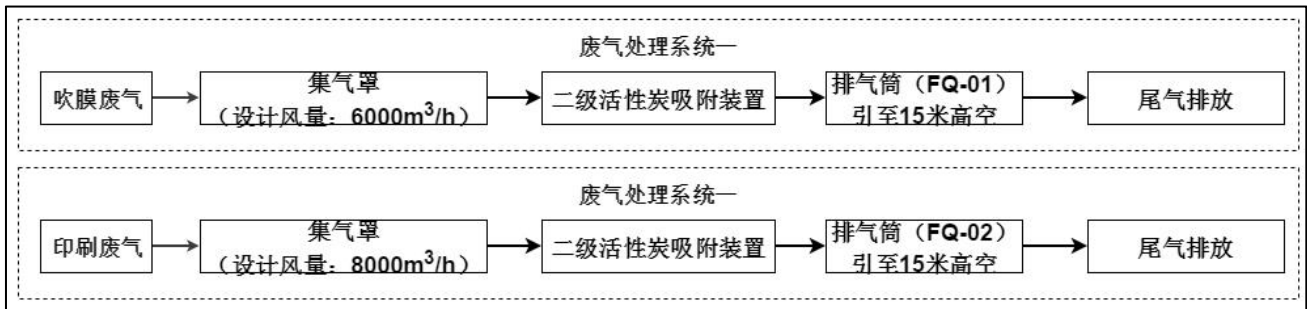 废气处理系统一
吹膜废气
集气罩
（设计风量：6000m³/h）
二级活性炭吸附装置
排气筒（FQ-01）
引至15米高空
尾气排放
废气处理系统一
印刷废气
集气罩
（设计风量：8000m³/h）
二级活性炭吸附装置
排气筒（FQ-02）
引至15米高空
尾气排放